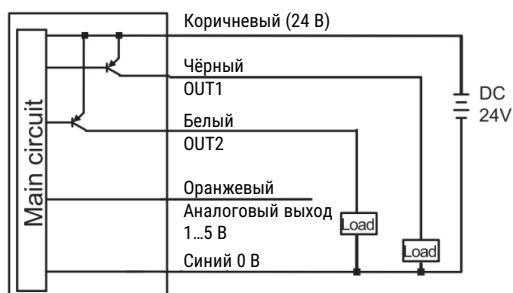 Коричневый (24 В)
Чёрный
OUT1
Белый
OUT2
Оранжевый
Аналоговый выход
1…5 В
Синий 0 В
Main circuit
Load
Load
DC
24V